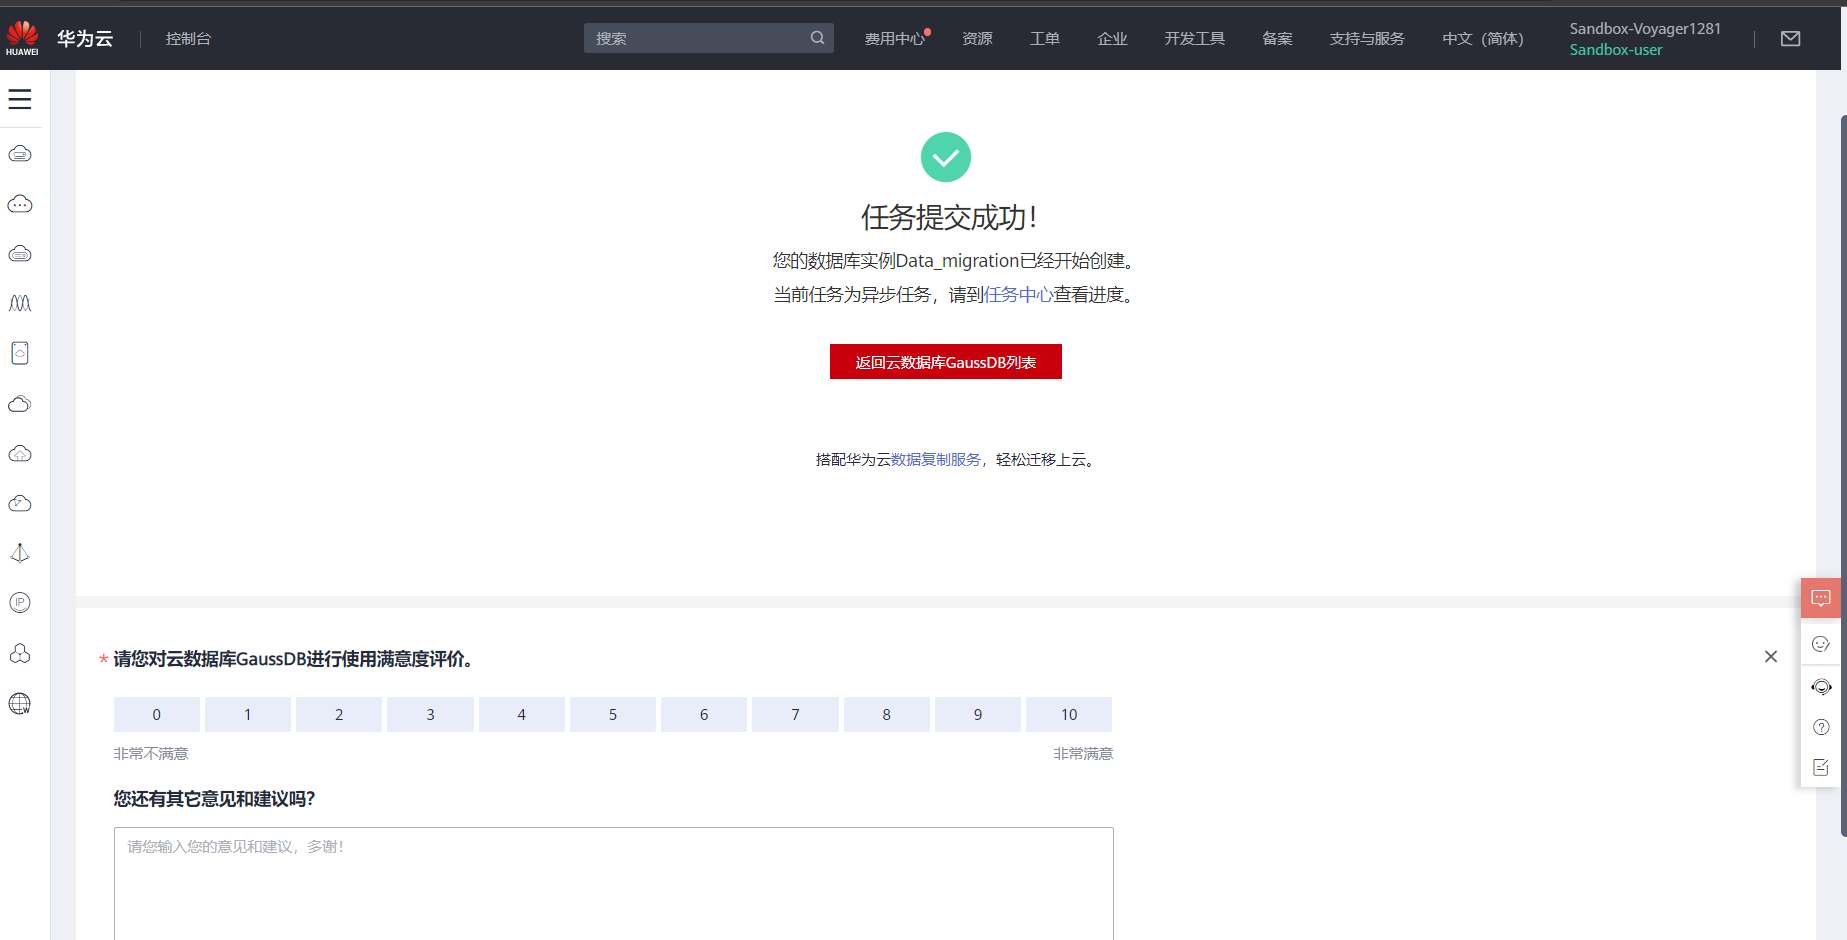 HUAWEI
华为云
控制台
搜索
费用中心
资源
工单
企业
开发工具
备案
支持与服务
中文（简体）
Sandbox-Voyager1281
Sandbox-user
任务提交成功！
您的数据库实例Data_migration已经开始创建。
当前任务为异步任务，请到任务中心查看进度。
返回云数据库GaussDB列表
搭配华为云数据复制服务，轻松迁移上云。
IP
* 请您对云数据库GaussDB进行使用满意度评价。
0 1 2 3 4 5 6 7 8 9 10
非常不满意
非常满意
您还有其它意见和建议吗？
请您输入您的意见和建议，多谢！